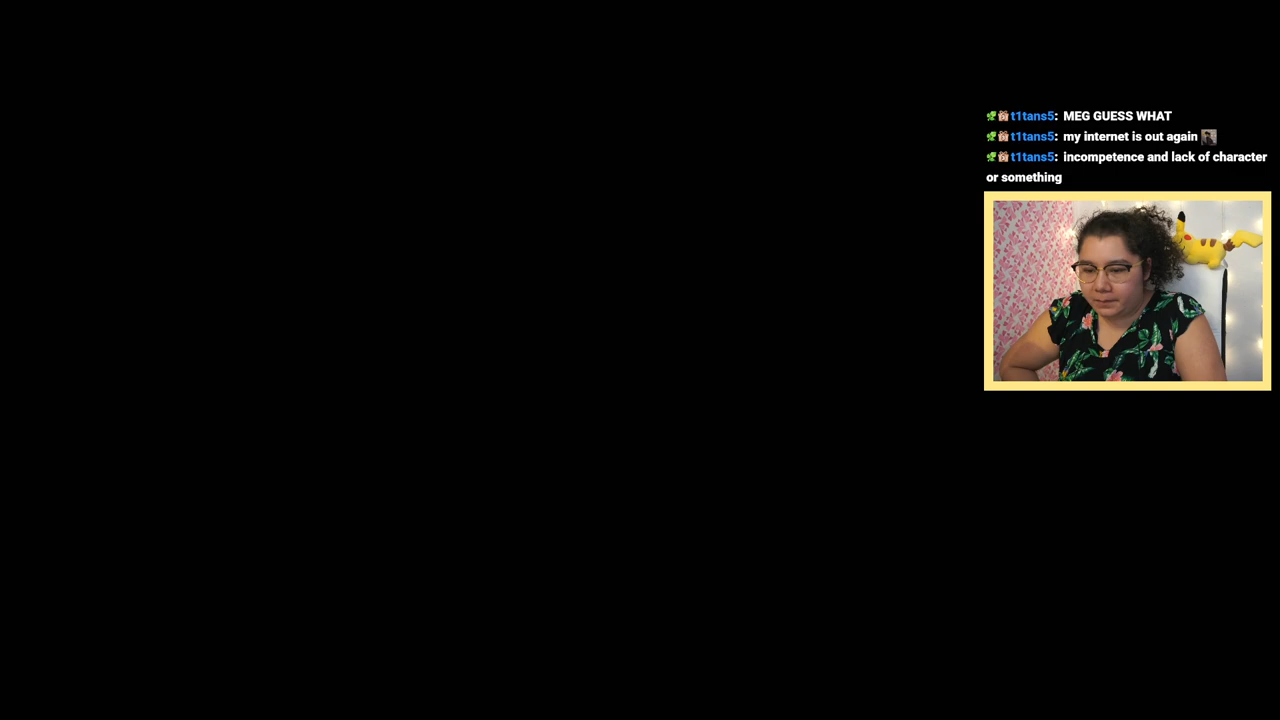 t1tans5: MEG GUESS WHAT
t1tans5: my internet is out again
t1tans5: incompetence and lack of character
or something